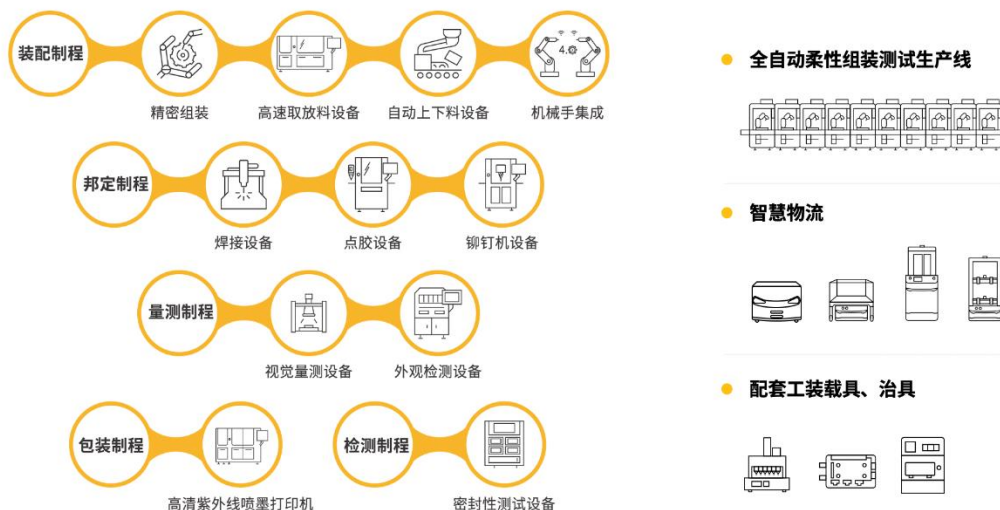 装配制程
精密组装
高速取放料设备
自动上下料设备
4.0
机械手集成
邦定制程
焊接设备
点胶设备
铆钉机设备
量测制程
视觉量测设备
外观检测设备
包装制程
高清紫外线喷墨打印机
检测制程
密封性测试设备
全自动柔性组装测试生产线
智慧物流
配套工装载具、治具